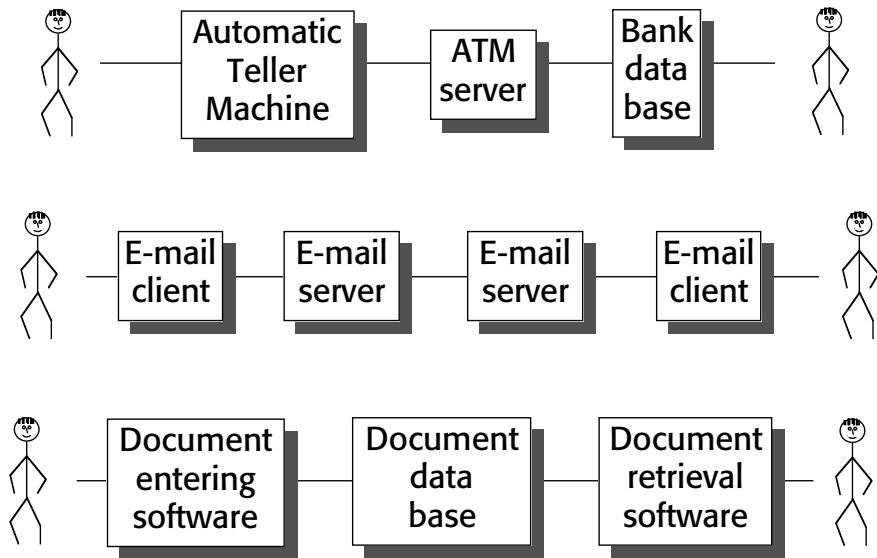 Automatic
Teller
Machine
ATM
server
Bank
data
base
E-mail
client
E-mail
server
E-mail
server
E-mail
client
Document
entering
software
Document
data
base
Document
retrieval
software